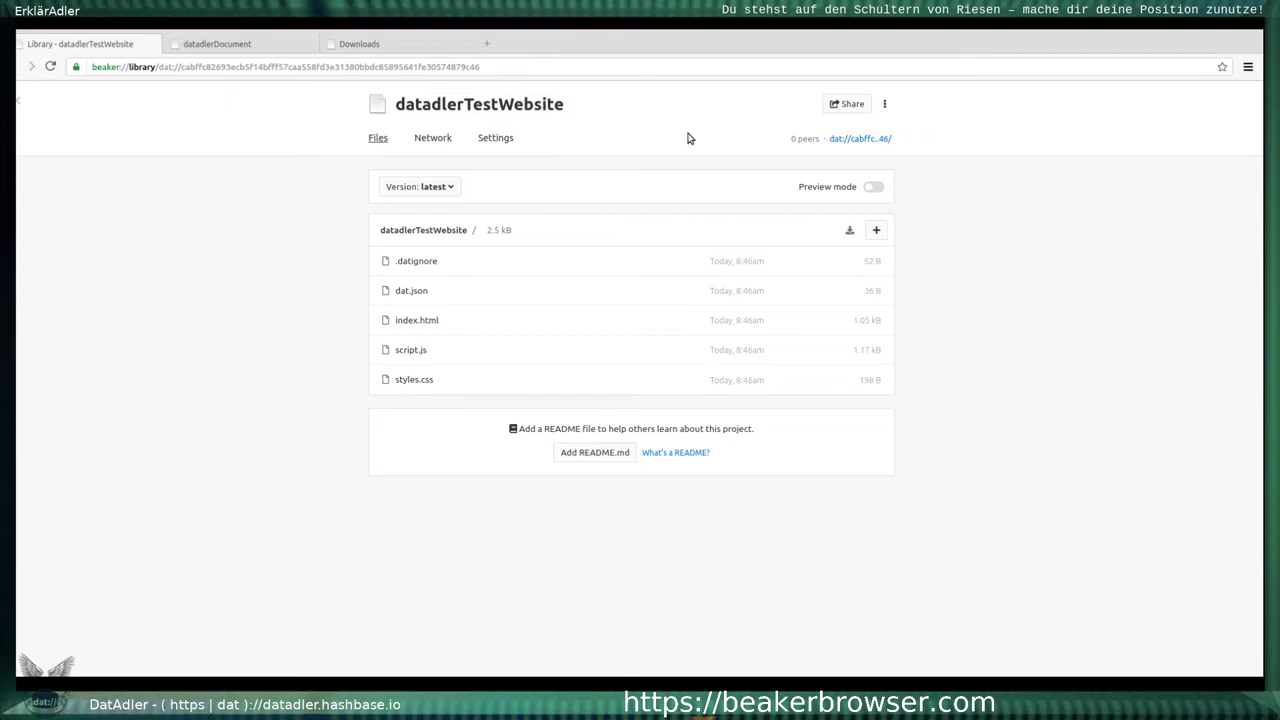 ErklärAdler
Du stehst auf den Schultern von Riesen – mache dir deine Position zunutze!
Library - datadlerTestWebsite
datadlerDocument
Downloads
+
beaker://library/dat://cabffc82693ecb5f14bfff57caa558fd3e31380bbdc85895641fe30574879c46
datadlerTestWebsite
Share
Files
Network
Settings
0 peers · dat://cabffc..46/
Version: latest
Preview mode
datadlerTestWebsite / 2.5 kB
+
.datignore Today, 8:46am 52 B
dat.json Today, 8:46am 36 B
index.html Today, 8:46am 1.05 kB
script.js Today, 8:46am 1.17 kB
styles.css Today, 8:46am 198 B
Add a README file to help others learn about this project.
Add README.md What's a README?
dat://
DatAdler - ( https | dat )://datadler.hashbase.io
https://beakerbrowser.com